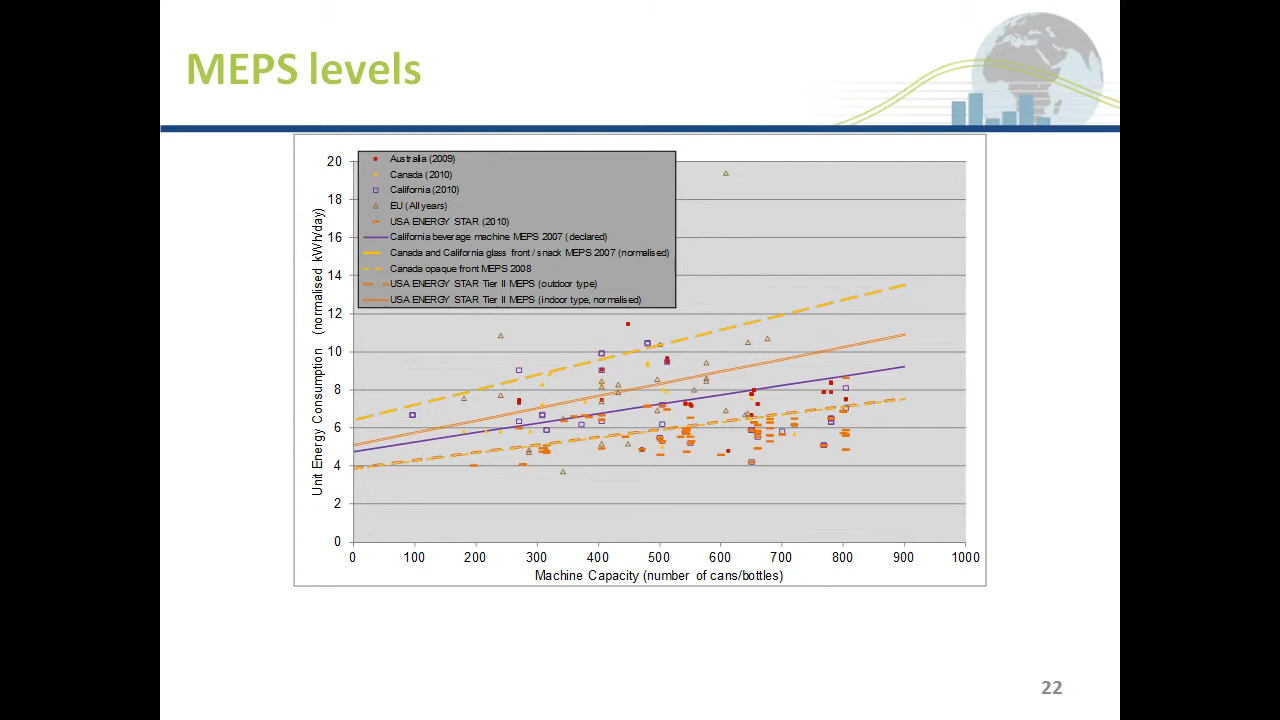 MEPS levels
Australia (2009)
Canada (2010)
California (2010)
EU (All years)
USA ENERGY STAR (2010)
California beverage machine MEPS 2007 (declared)
Canada and California glass front / snack MEPS 2007 (normalised)
Canada opaque front MEPS 2008
USA ENERGY STAR Tier II MEPS (outdoor type)
USA ENERGY STAR Tier II MEPS (indoor type, normalised)
Unit Energy Consumption (normalised kWh/day)
20
18
16
14
12
10
8
6
4
2
0
0 100 200 300 400 500 600 700 800 900 1000
Machine Capacity (number of cans/bottles)
22